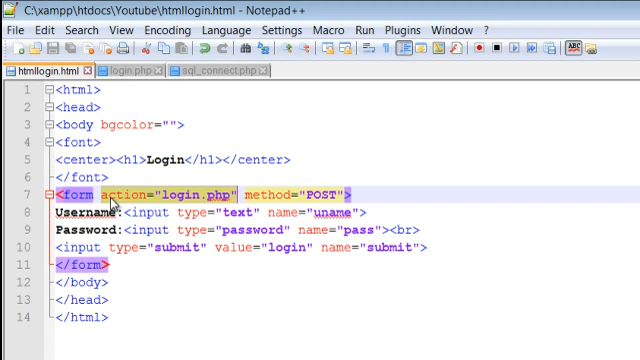 C:\xampp\htdocs\Youtube\htmllogin.html - Notepad++
File Edit Search View Encoding Language Settings Macro Run Plugins Window ?
htmllogin.html login.php sql_connect.php
1 <html>
2 <head>
3 <body bgcolor="">
4 <font>
5 <center><h1>Login</h1></center>
6 </font>
7 <form action="login.php" method="POST">
8 Username:<input type="text" name="uname">
9 Password:<input type="password" name="pass"><br>
10 <input type="submit" value="login" name="submit">
11 </form>
12 </body>
13 </head>
14 </html>